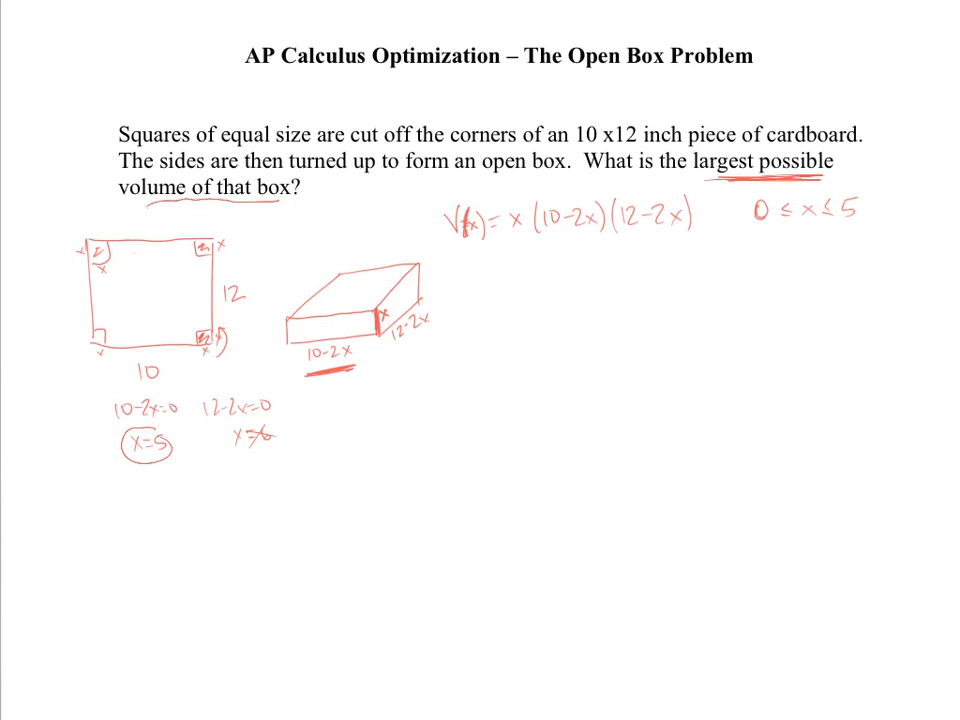 AP Calculus Optimization – The Open Box Problem
Squares of equal size are cut off the corners of an 10 x12 inch piece of cardboard.
The sides are then turned up to form an open box.  What is the largest possible
volume of that box?
V(x) = x (10-2x)(12-2x)
0 ≤ x ≤ 5
x
x
x
12
x
x
x
10
x
12-2x
10-2x
10-2x=0
12-2x=0
x=5
x=6